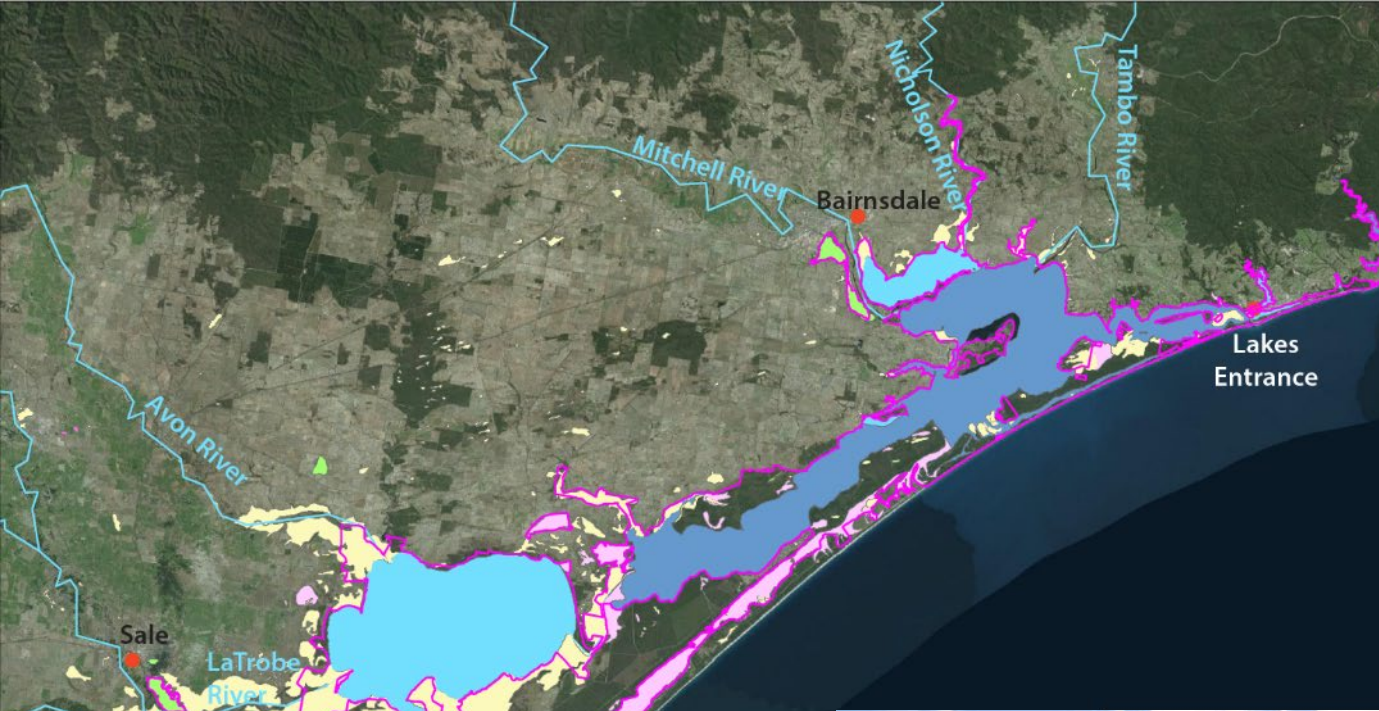 Nicholson River
Tambo River
Mitchell River
Bairnsdale
Lakes
Entrance
Avon River
Sale
LaTrobe
River